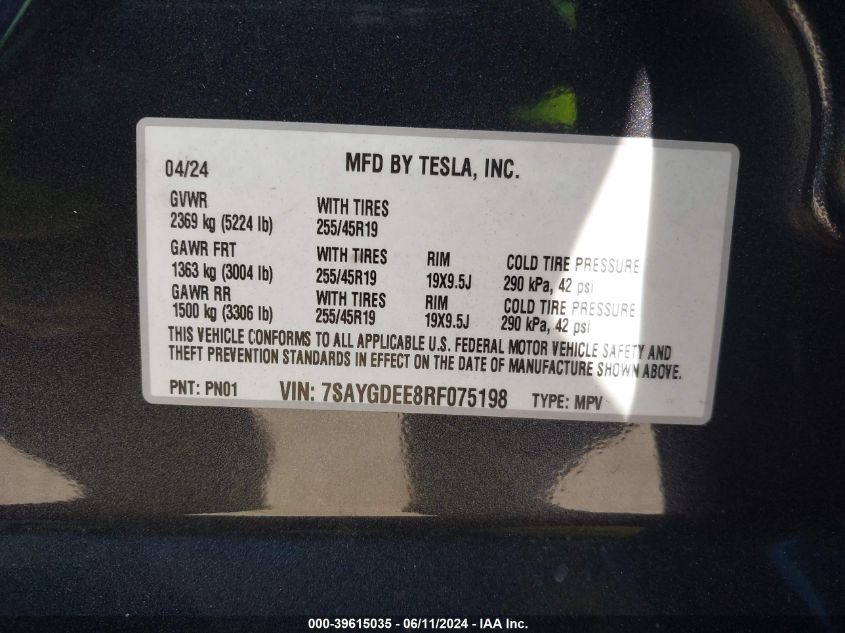 04/24 MFD BY TESLA, INC.
GVWR WITH TIRES
2369 kg (5224 lb) 255/45R19
GAWR FRT WITH TIRES RIM COLD TIRE PRESSURE
1363 kg (3004 lb) 255/45R19 19X9.5J 290 kPa, 42 psi
GAWR RR WITH TIRES RIM COLD TIRE PRESSURE
1500 kg (3306 lb) 255/45R19 19X9.5J 290 kPa, 42 psi
THIS VEHICLE CONFORMS TO ALL APPLICABLE U.S. FEDERAL MOTOR VEHICLE SAFETY AND
THEFT PREVENTION STANDARDS IN EFFECT ON THE DATE OF MANUFACTURE SHOWN ABOVE.
PNT: PN01 VIN: 7SAYGDEE8RF075198 TYPE: MPV
000-39615035 - 06/11/2024 - IAA Inc.